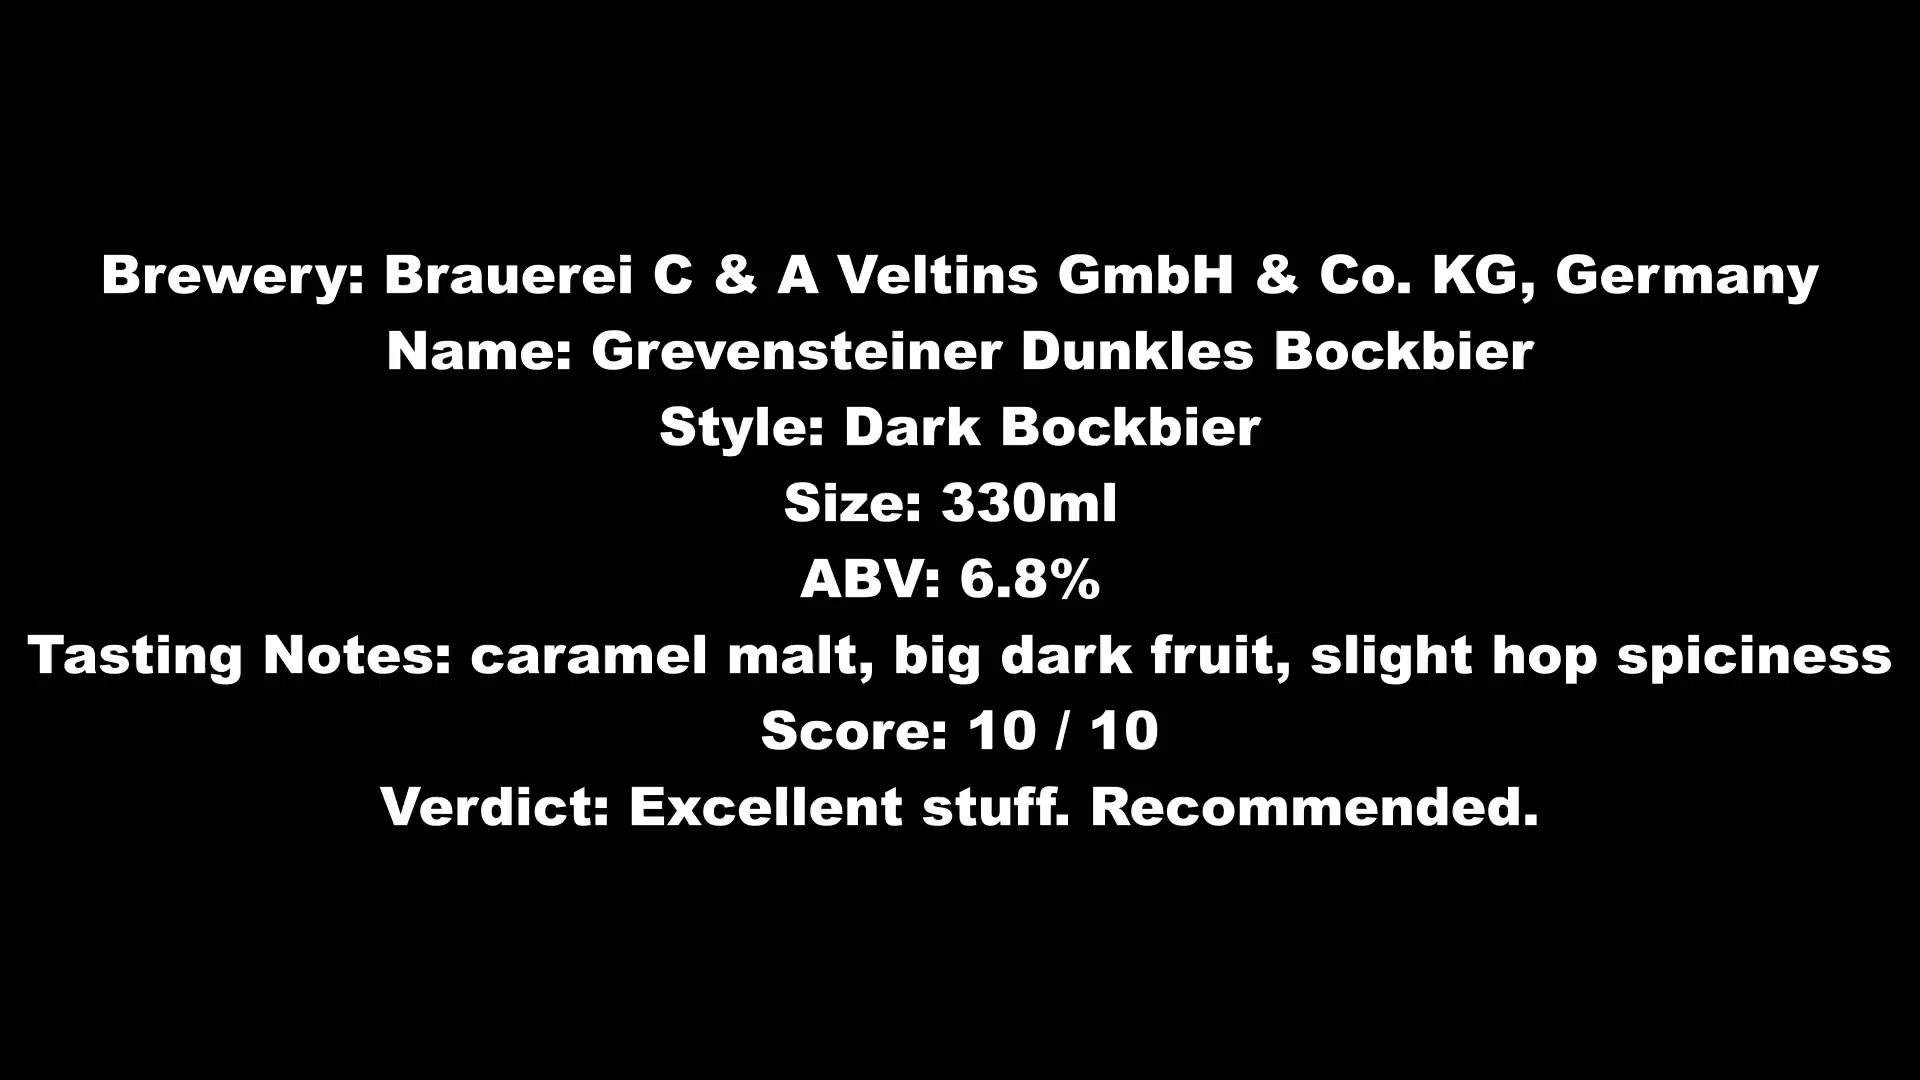 Brewery: Brauerei C & A Veltins GmbH & Co. KG, Germany
Name: Grevensteiner Dunkles Bockbier
Style: Dark Bockbier
Size: 330ml
ABV: 6.8%
Tasting Notes: caramel malt, big dark fruit, slight hop spiciness
Score: 10 / 10
Verdict: Excellent stuff. Recommended.